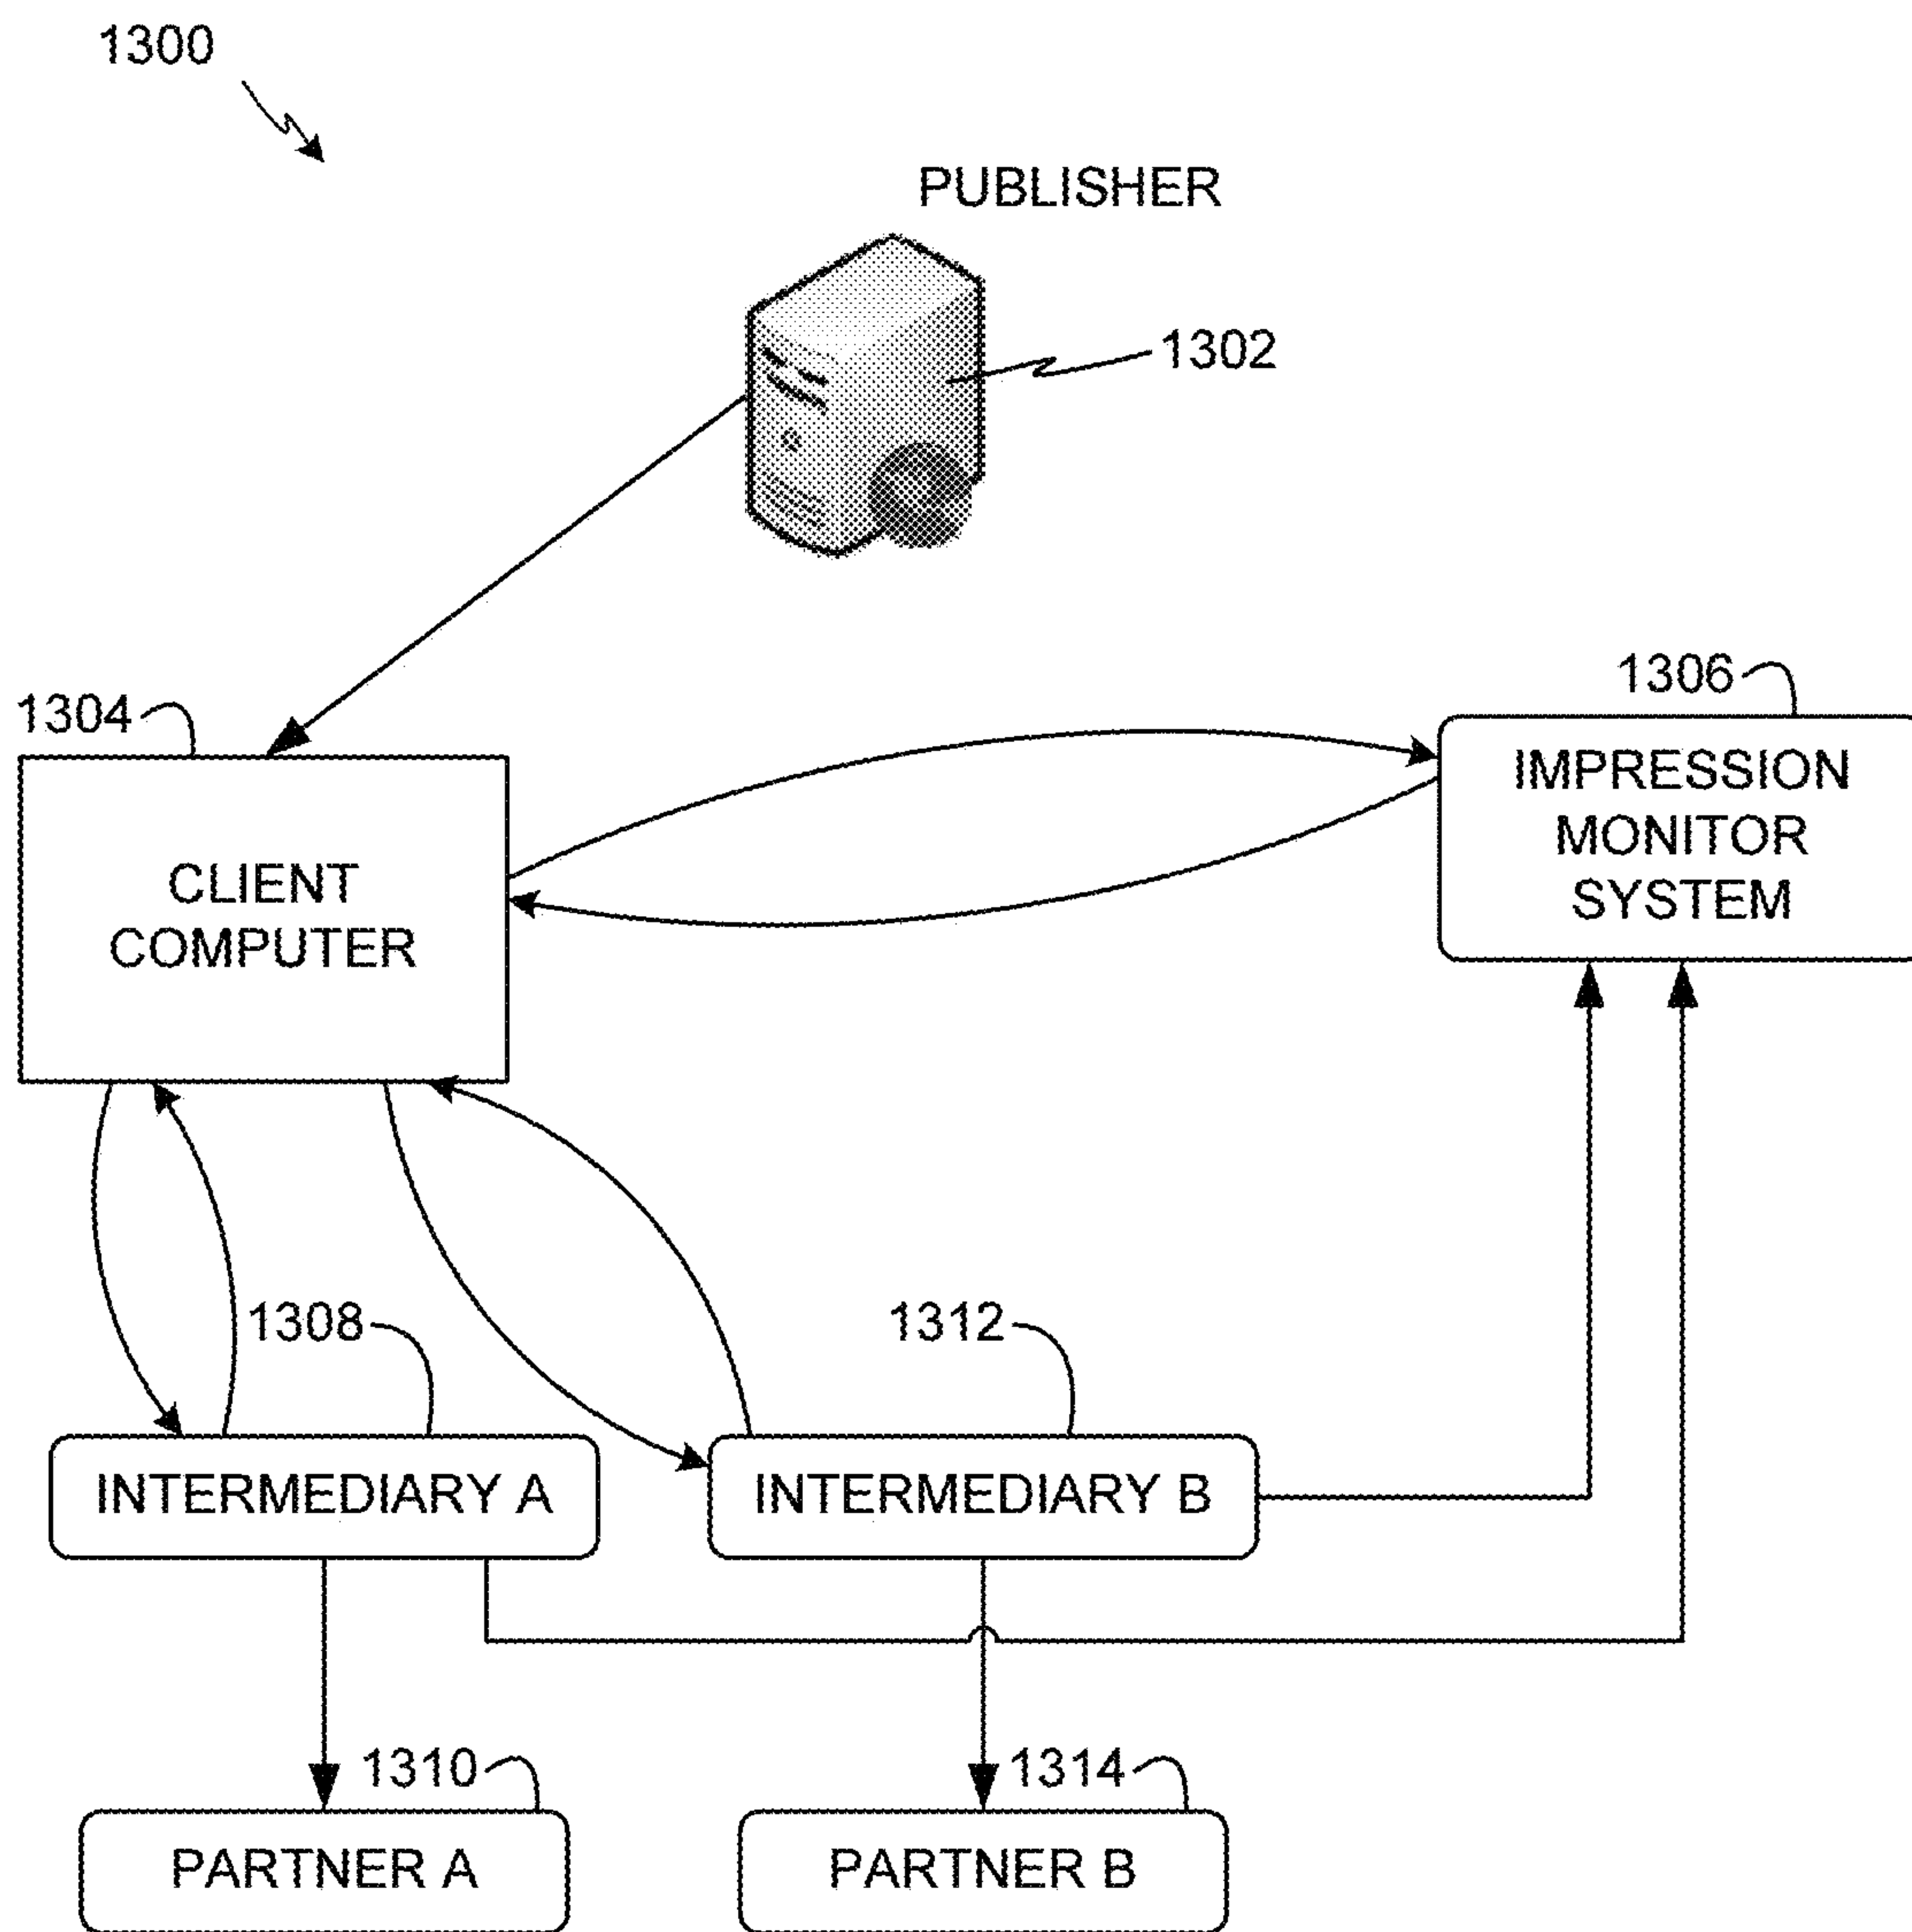 1300
PUBLISHER
1302
1304
1306
IMPRESSION
MONITOR
SYSTEM
CLIENT
COMPUTER
1308
1312
INTERMEDIARY A
INTERMEDIARY B
1310
1314
PARTNER A
PARTNER B